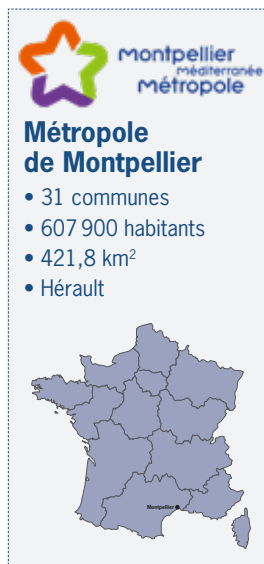 montpellier
méditerranée
métropole
Métropole
de Montpellier
• 31 communes
• 607 900 habitants
• 421,8 km²
• Hérault
Montpellier